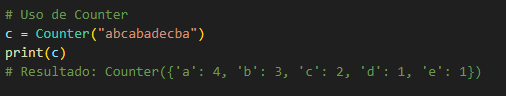 # Uso de Counter
c = Counter("abcabadecba")
print(c)
# Resultado: Counter({'a': 4, 'b': 3, 'c': 2, 'd': 1, 'e': 1})